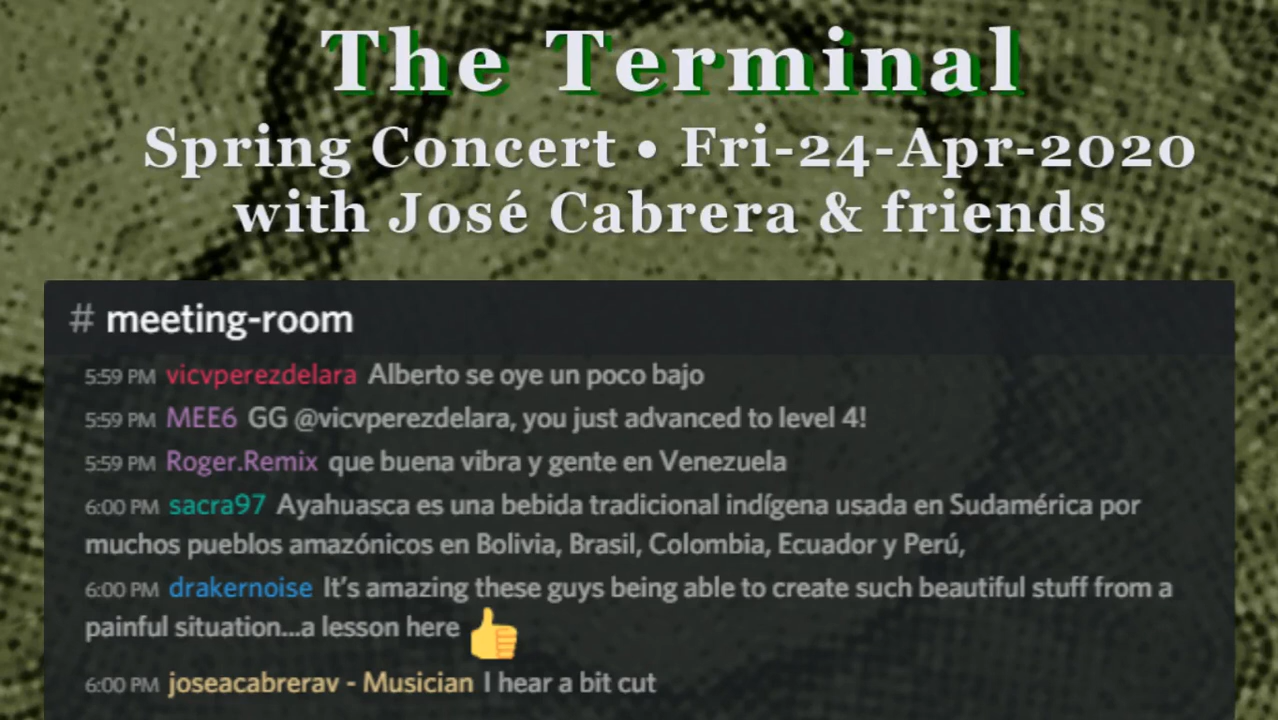 The Terminal
Spring Concert • Fri-24-Apr-2020
with José Cabrera & friends
# meeting-room
5:59 PM vicvperezdelara Alberto se oye un poco bajo
5:59 PM MEE6 GG @vicvperezdelara, you just advanced to level 4!
5:59 PM Roger.Remix que buena vibra y gente en Venezuela
6:00 PM sacra97 Ayahuasca es una bebida tradicional indígena usada en Sudamérica por
muchos pueblos amazónicos en Bolivia, Brasil, Colombia, Ecuador y Perú,
6:00 PM drakernoise It’s amazing these guys being able to create such beautiful stuff from a
painful situation...a lesson here 👍
6:00 PM joseacabrerav - Musician I hear a bit cut